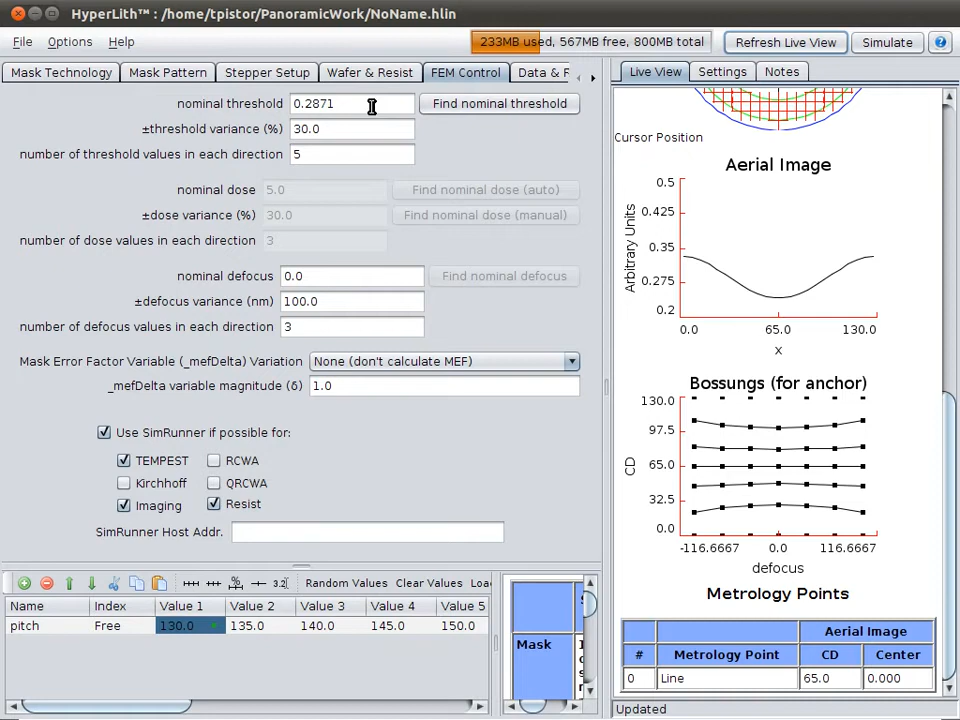 HyperLith™ : /home/tpistor/PanoramicWork/NoName.hlin
File Options Help 233MB used, 567MB free, 800MB total Refresh Live View Simulate
Mask Technology Mask Pattern Stepper Setup Wafer & Resist FEM Control Data & R
nominal threshold 0.2871 Find nominal threshold
±threshold variance (%) 30.0
number of threshold values in each direction 5
nominal dose 5.0 Find nominal dose (auto)
±dose variance (%) 30.0 Find nominal dose (manual)
number of dose values in each direction 3
nominal defocus 0.0 Find nominal defocus
±defocus variance (nm) 100.0
number of defocus values in each direction 3
Mask Error Factor Variable (_mefDelta) Variation None (don't calculate MEF)
_mefDelta variable magnitude (δ) 1.0
Use SimRunner if possible for:
TEMPEST RCWA
Kirchhoff QRCWA
Imaging Resist
SimRunner Host Addr.
3.2 Random Values Clear Values Loa
Name Index Value 1 Value 2 Value 3 Value 4 Value 5
pitch Free 130.0 135.0 140.0 145.0 150.0
Mask
Live View Settings Notes
Cursor Position
Aerial Image
Arbitrary Units
0.5
0.425
0.35
0.275
0.2
0.0 65.0 130.0
x
Bossungs (for anchor)
CD
130.0
97.5
65.0
32.5
0.0
-116.6667 0.0 116.6667
defocus
Metrology Points
Aerial Image
# Metrology Point CD Center
0 Line 65.0 0.000
Updated